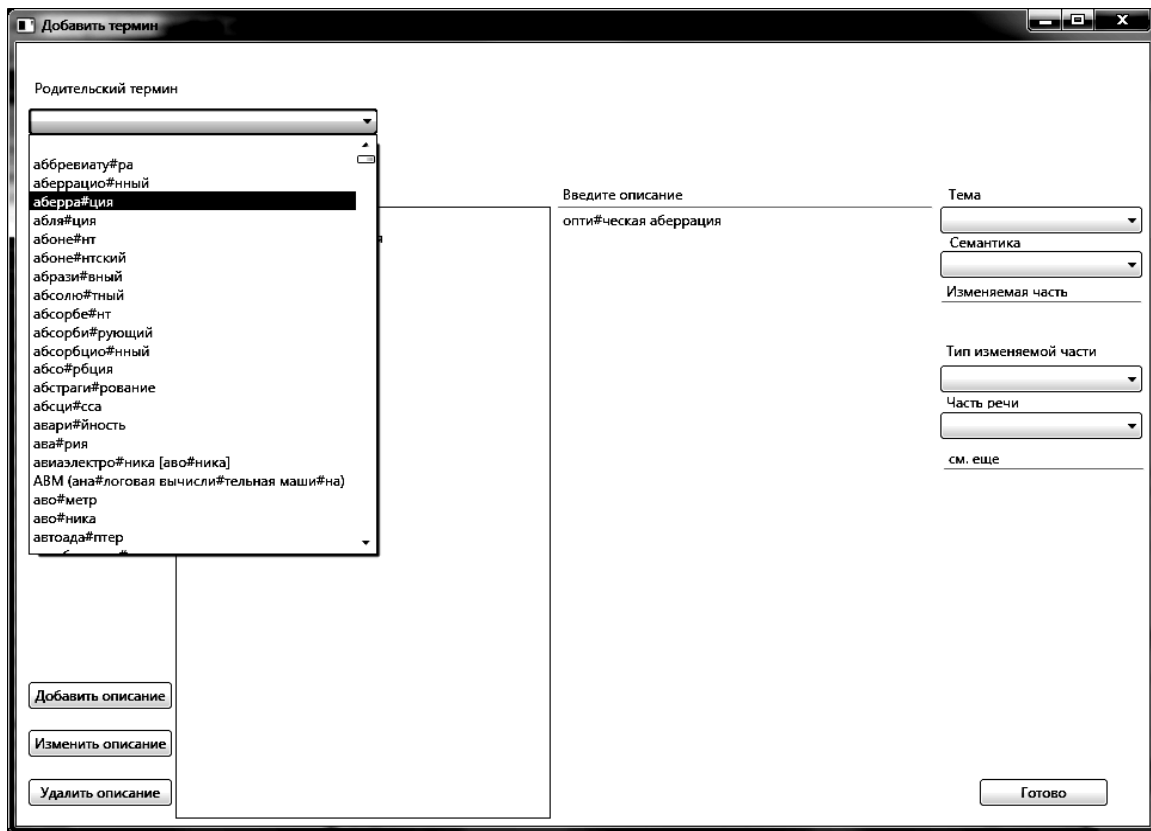 Добавить термин
Родительский термин
аббревиату#ра
аберрацио#нный
аберра#ция
абля#ция
абоне#нт
абоне#нтский
абрази#вный
абсолю#тный
абсорбе#нт
абсорби#рующий
абсорбцио#нный
абсо#рбция
абстраги#рование
абсци#сса
авари#йность
ава#рия
авиаэлектро#ника [аво#ника]
АВМ (ана#логовая вычисли#тельная маши#на)
аво#метр
аво#ника
автоада#птер
Добавить описание
Изменить описание
Удалить описание
Введите описание
опти#ческая аберрация
Тема
Семантика
Изменяемая часть
Тип изменяемой части
Часть речи
см. еще
Готово